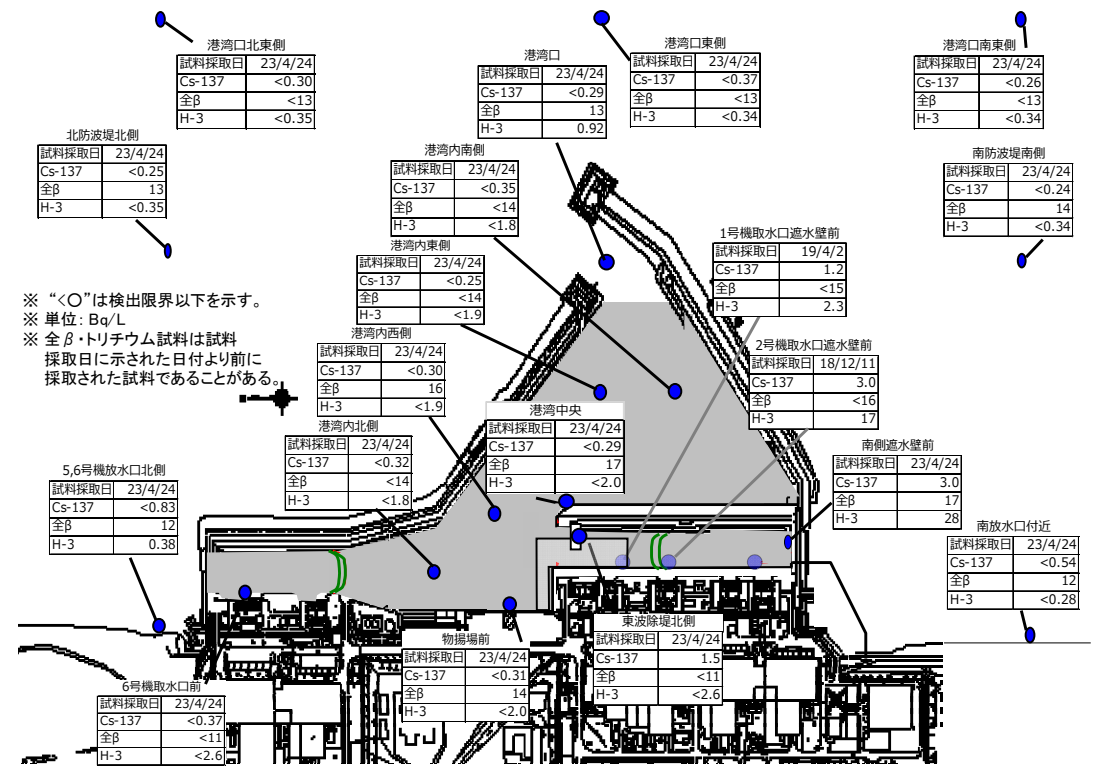 港湾口北東側
試料採取日 23/4/24
Cs-137 <0.30
全β <13
H-3 <0.35
港湾口
試料採取日 23/4/24
Cs-137 <0.29
全β 13
H-3 0.92
港湾口東側
試料採取日 23/4/24
Cs-137 <0.37
全β <13
H-3 <0.34
港湾口南東側
試料採取日 23/4/24
Cs-137 <0.26
全β <13
H-3 <0.34
北防波堤北側
試料採取日 23/4/24
Cs-137 <0.25
全β 13
H-3 <0.35
港湾内南側
試料採取日 23/4/24
Cs-137 <0.35
全β <14
H-3 <1.8
南防波堤南側
試料採取日 23/4/24
Cs-137 <0.24
全β 14
H-3 <0.34
港湾内東側
試料採取日 23/4/24
Cs-137 <0.25
全β <14
H-3 <1.9
1号機取水口遮水壁前
試料採取日 19/4/2
Cs-137 1.2
全β <15
H-3 2.3
※ “<〇”は検出限界以下を示す。
※ 単位: Bq/L
※ 全β・トリチウム試料は試料
採取日に示された日付より前に
採取された試料であることがある。
港湾内西側
試料採取日 23/4/24
Cs-137 <0.30
全β 16
H-3 <1.9
2号機取水口遮水壁前
試料採取日 18/12/11
Cs-137 3.0
全β <16
H-3 17
港湾中央
試料採取日 23/4/24
Cs-137 <0.29
全β 17
H-3 <2.0
港湾内北側
試料採取日 23/4/24
Cs-137 <0.32
全β <14
H-3 <1.8
南側遮水壁前
試料採取日 23/4/24
Cs-137 3.0
全β 17
H-3 28
5,6号機放水口北側
試料採取日 23/4/24
Cs-137 <0.83
全β 12
H-3 0.38
南放水口付近
試料採取日 23/4/24
Cs-137 <0.54
全β 12
H-3 <0.28
東波除堤北側
試料採取日 23/4/24
Cs-137 1.5
全β <11
H-3 <2.6
物揚場前
試料採取日 23/4/24
Cs-137 <0.31
全β 14
H-3 <2.0
6号機取水口前
試料採取日 23/4/24
Cs-137 <0.37
全β <11
H-3 <2.6